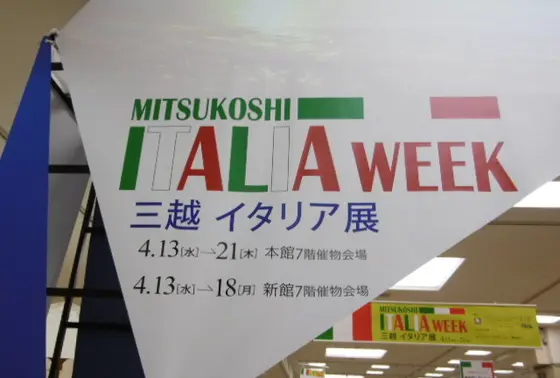 MITSUKOSHI
ITALIA WEEK
三越 イタリア展
4.13[水]→21[木] 本館7階催物会場
4.13[水]→18[月] 新館7階催物会場
MITSUKOSHI
ITALIA WEEK
三越 イタリア展